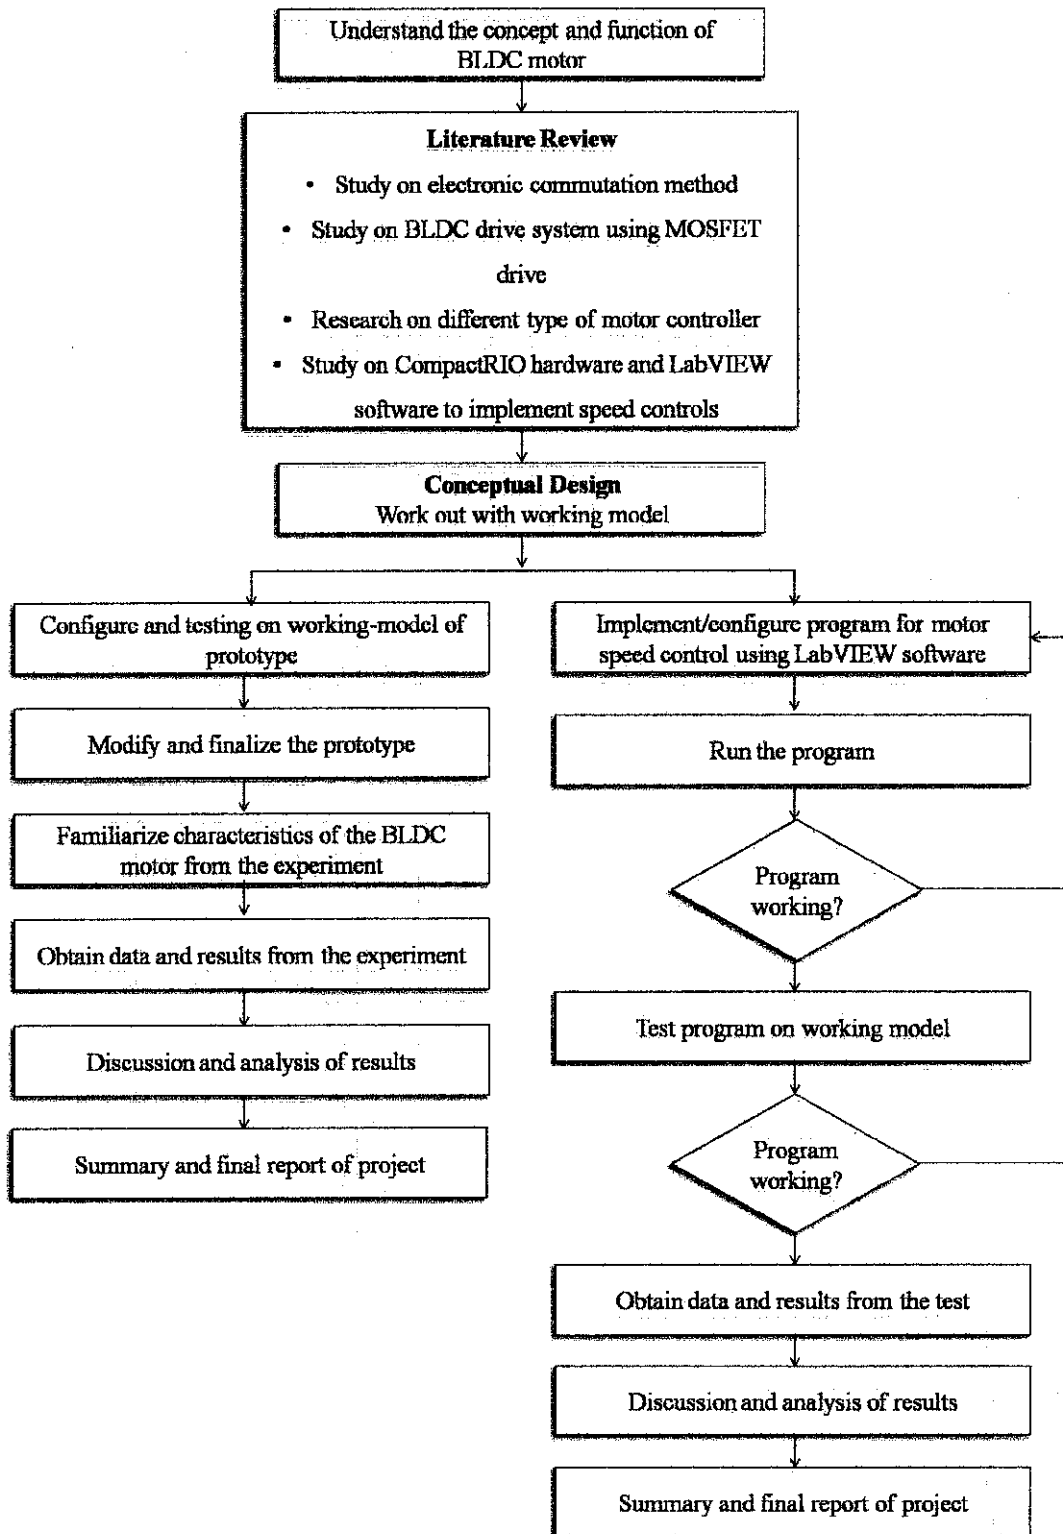 Understand the concept and function of
BLDC motor
Literature Review
• Study on electronic commutation method
• Study on BLDC drive system using MOSFET
drive
• Research on different type of motor controller
• Study on CompactRIO hardware and LabVIEW
software to implement speed controls
Conceptual Design
Work out with working model
Configure and testing on working-model of
prototype
Modify and finalize the prototype
Familiarize characteristics of the BLDC
motor from the experiment
Obtain data and results from the experiment
Discussion and analysis of results
Summary and final report of project
Implement/configure program for motor
speed control using LabVIEW software
Run the program
Program
working?
Test program on working model
Program
working?
Obtain data and results from the test
Discussion and analysis of results
Summary and final report of project